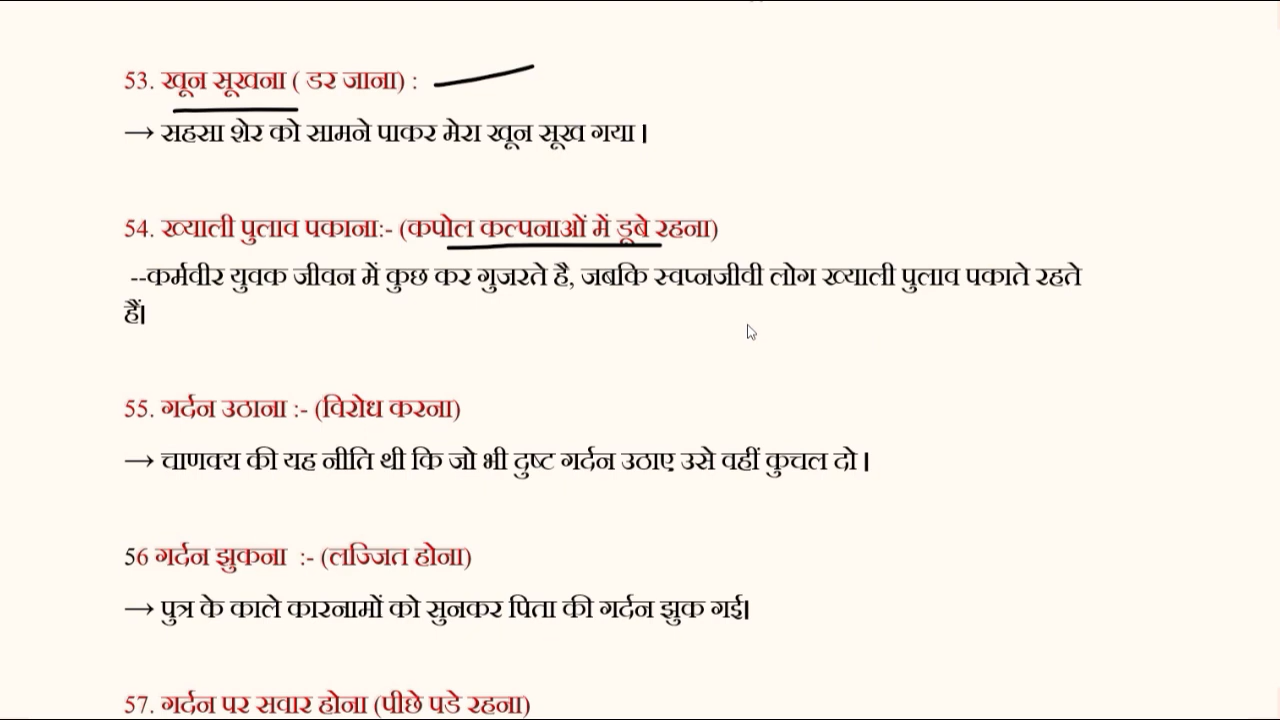 53. खून सूखना ( डर जाना) :
→ सहसा शेर को सामने पाकर मेरा खून सूख गया ।
54. ख्याली पुलाव पकाना:- (कपोल कल्पनाओं में डूबे रहना)
--कर्मवीर युवक जीवन में कुछ कर गुजरते है, जबकि स्वप्नजीवी लोग ख्याली पुलाव पकाते रहते
हैं।
55. गर्दन उठाना :- (विरोध करना)
→ चाणक्य की यह नीति थी कि जो भी दुष्ट गर्दन उठाए उसे वहीं कुचल दो ।
56 गर्दन झुकना :- (लज्जित होना)
→ पुत्र के काले कारनामों को सुनकर पिता की गर्दन झुक गई।
57. गर्दन पर सवार होना (पीछे पडे रहना)